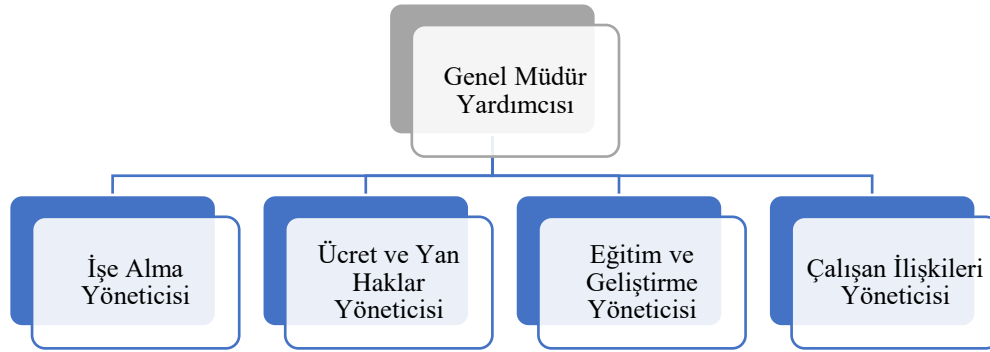 Genel Müdür
Yardımcısı
İşe Alma
Yöneticisi
Ücret ve Yan
Haklar
Yöneticisi
Eğitim ve
Geliştirme
Yöneticisi
Çalışan İlişkileri
Yöneticisi